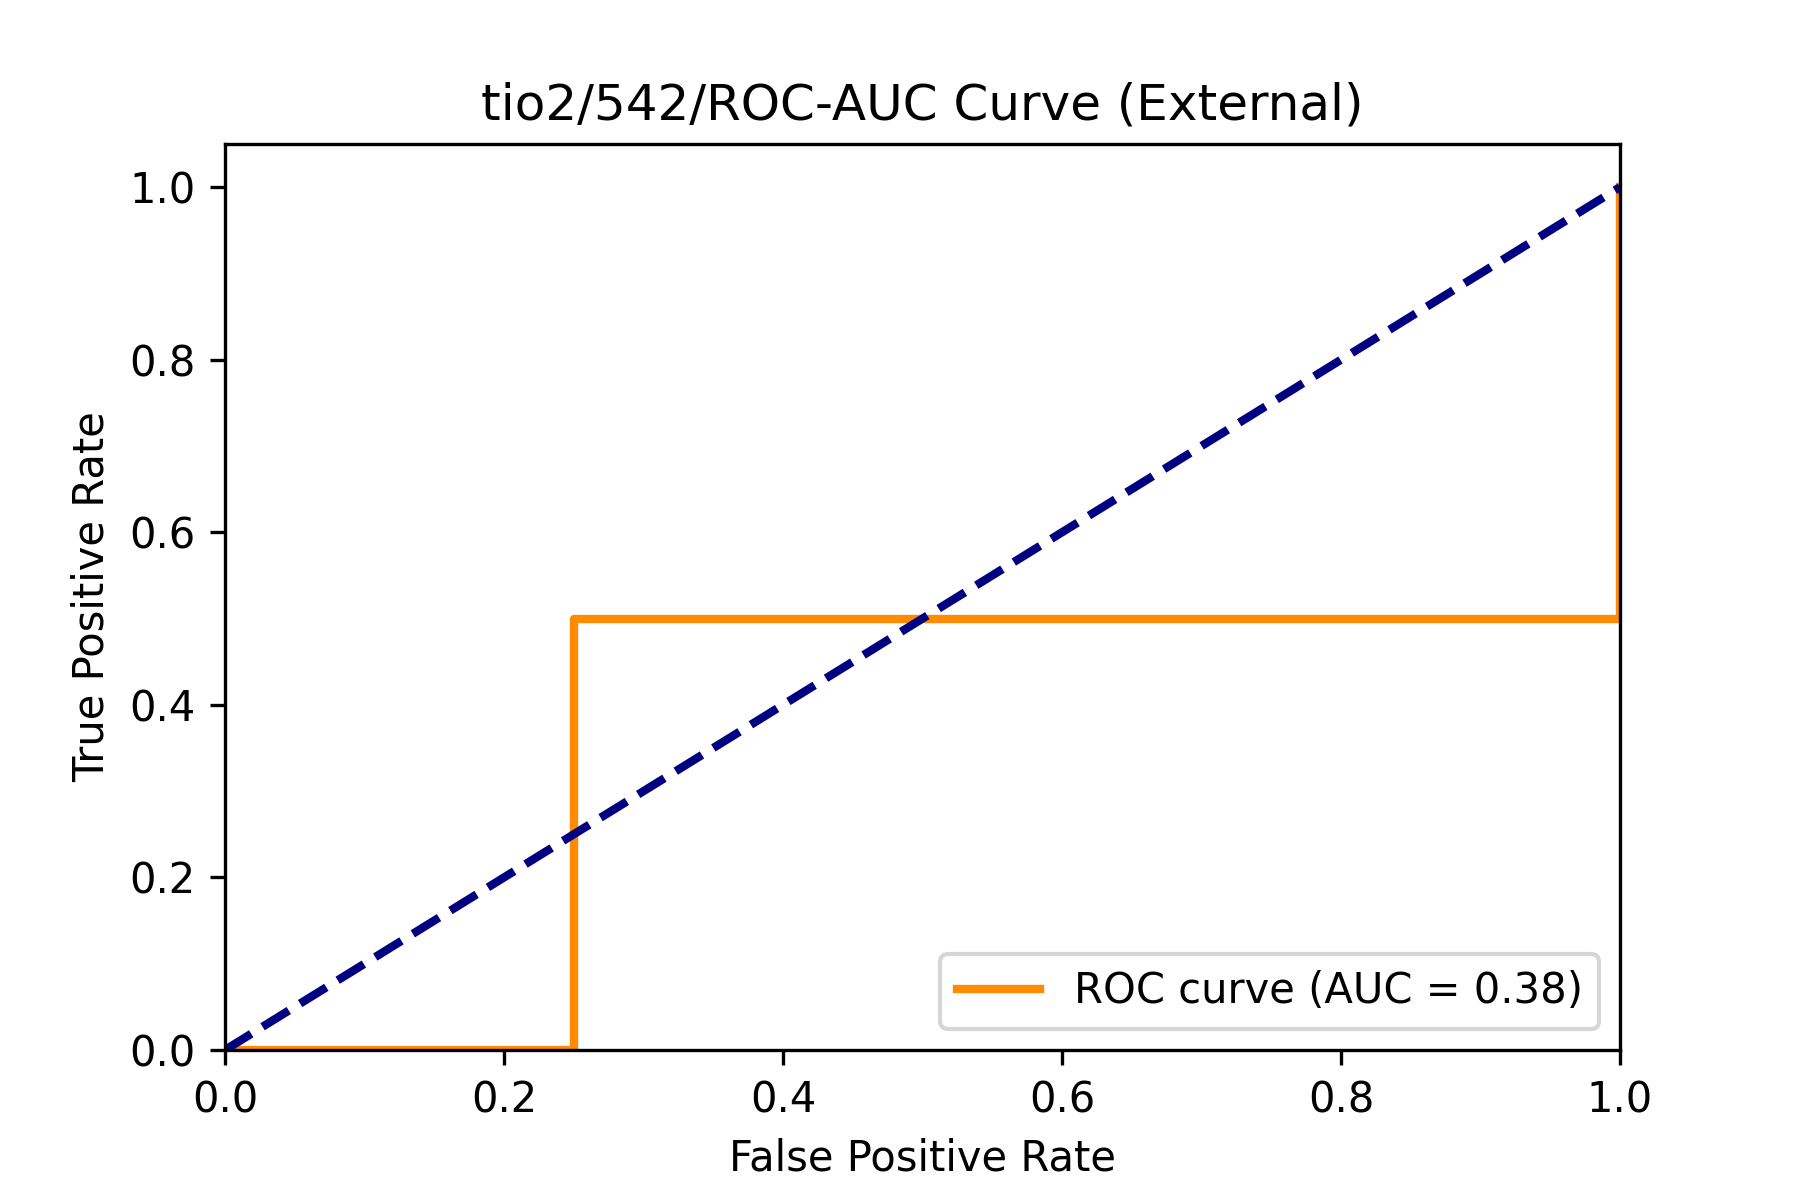 tio2/542/ROC-AUC Curve (External)
True Positive Rate
1.0
0.8
0.6
0.4
0.2
0.0
ROC curve (AUC = 0.38)
0.0 0.2 0.4 0.6 0.8 1.0
False Positive Rate